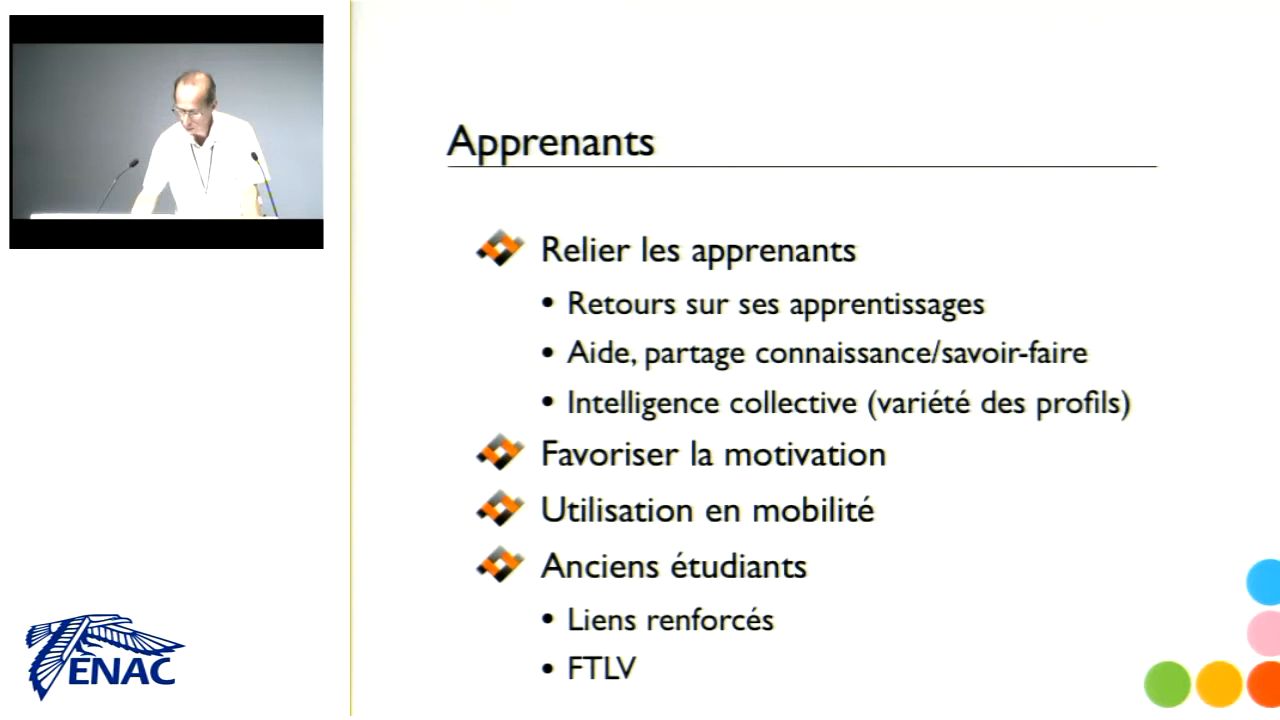 Apprenants
Relier les apprenants
• Retours sur ses apprentissages
• Aide, partage connaissance/savoir-faire
• Intelligence collective (variété des profils)
Favoriser la motivation
Utilisation en mobilité
Anciens étudiants
• Liens renforcés
• FTLV
ENAC